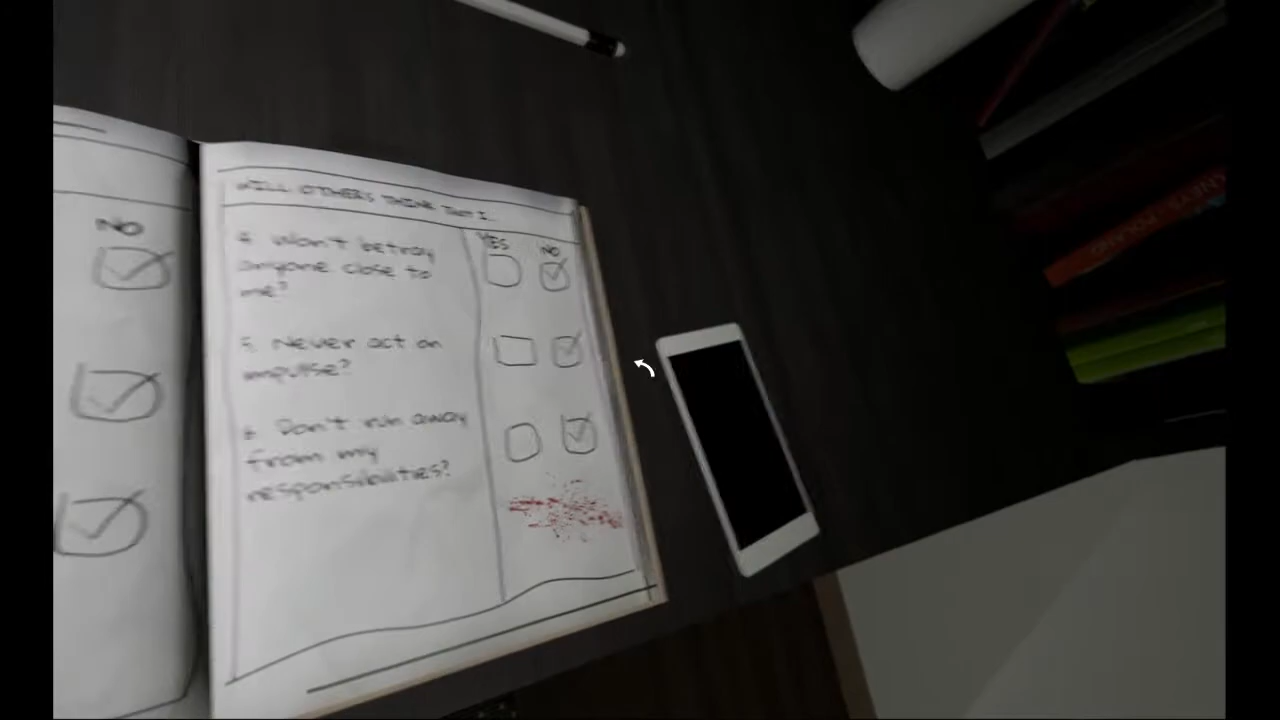 NO
WILL OTHERS THINK THAT I...
YES
NO
4. Won't betray
anyone close to
me?
5. Never act on
impulse?
6. Don't run away
from my
responsibilities?